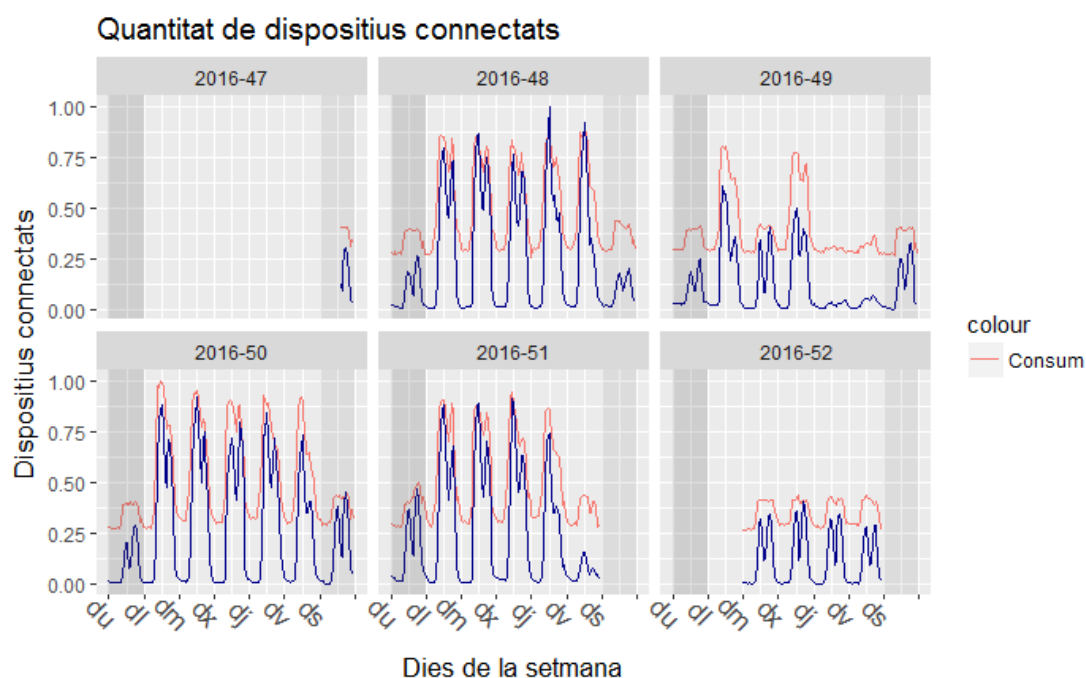 Quantitat de dispositius connectats
2016-47
2016-48
2016-49
1.00
0.75
0.50
0.25
0.00
2016-50
2016-51
2016-52
1.00
0.75
0.50
0.25
0.00
du dl dm dx dj dv ds
du dl dm dx dj dv ds
du dl dm dx dj dv ds
Dispositius connectats
Dies de la setmana
colour
Consum